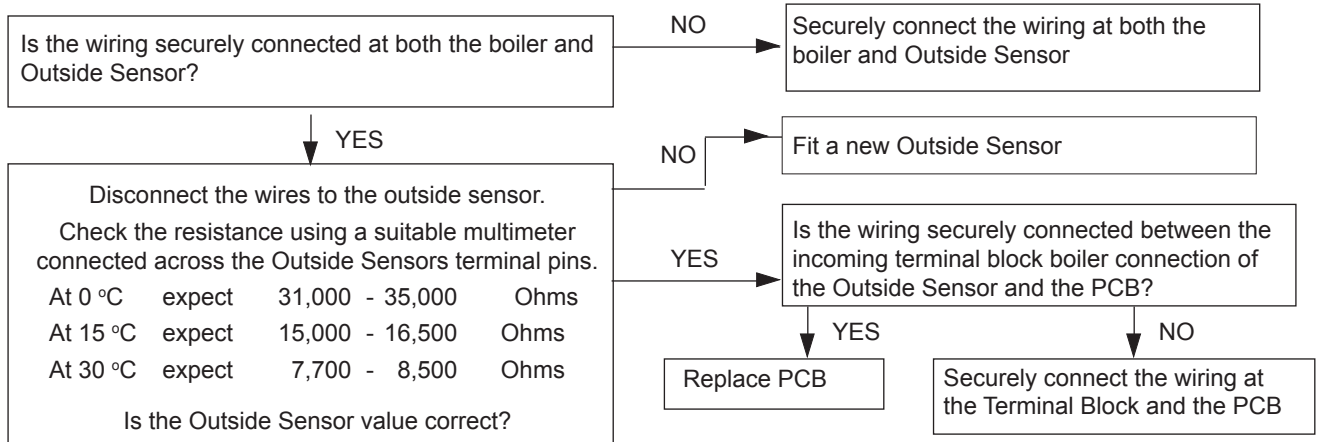 Is the wiring securely connected at both the boiler and
Outside Sensor?
NO
Securely connect the wiring at both the
boiler and Outside Sensor
YES
Disconnect the wires to the outside sensor.
Check the resistance using a suitable multimeter
connected across the Outside Sensors terminal pins.
At 0 °C expect 31,000 - 35,000 Ohms
At 15 °C expect 15,000 - 16,500 Ohms
At 30 °C expect 7,700 - 8,500 Ohms
Is the Outside Sensor value correct?
NO
Fit a new Outside Sensor
YES
Is the wiring securely connected between the
incoming terminal block boiler connection of
the Outside Sensor and the PCB?
YES
Replace PCB
NO
Securely connect the wiring at
the Terminal Block and the PCB